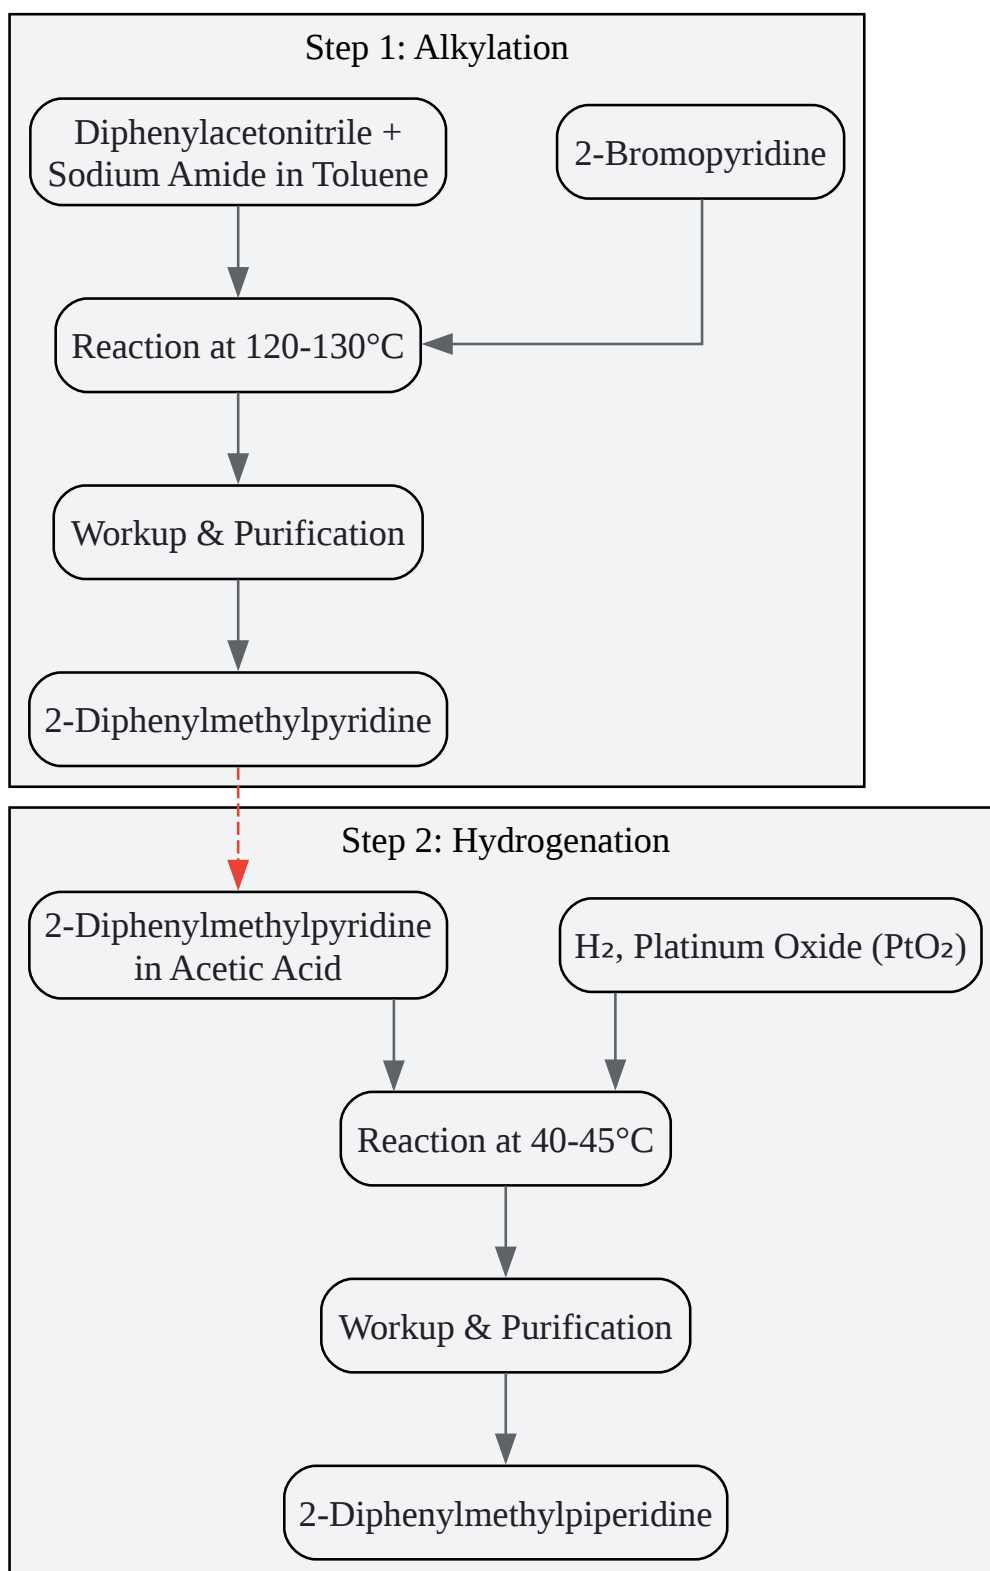 Step 1: Alkylation
Diphenylacetonitrile +
Sodium Amide in Toluene
2-Bromopyridine
Reaction at 120-130°C
Workup & Purification
2-Diphenylmethylpyridine
Step 2: Hydrogenation
2-Diphenylmethylpyridine
in Acetic Acid
H₂, Platinum Oxide (PtO₂)
Reaction at 40-45°C
Workup & Purification
2-Diphenylmethylpiperidine